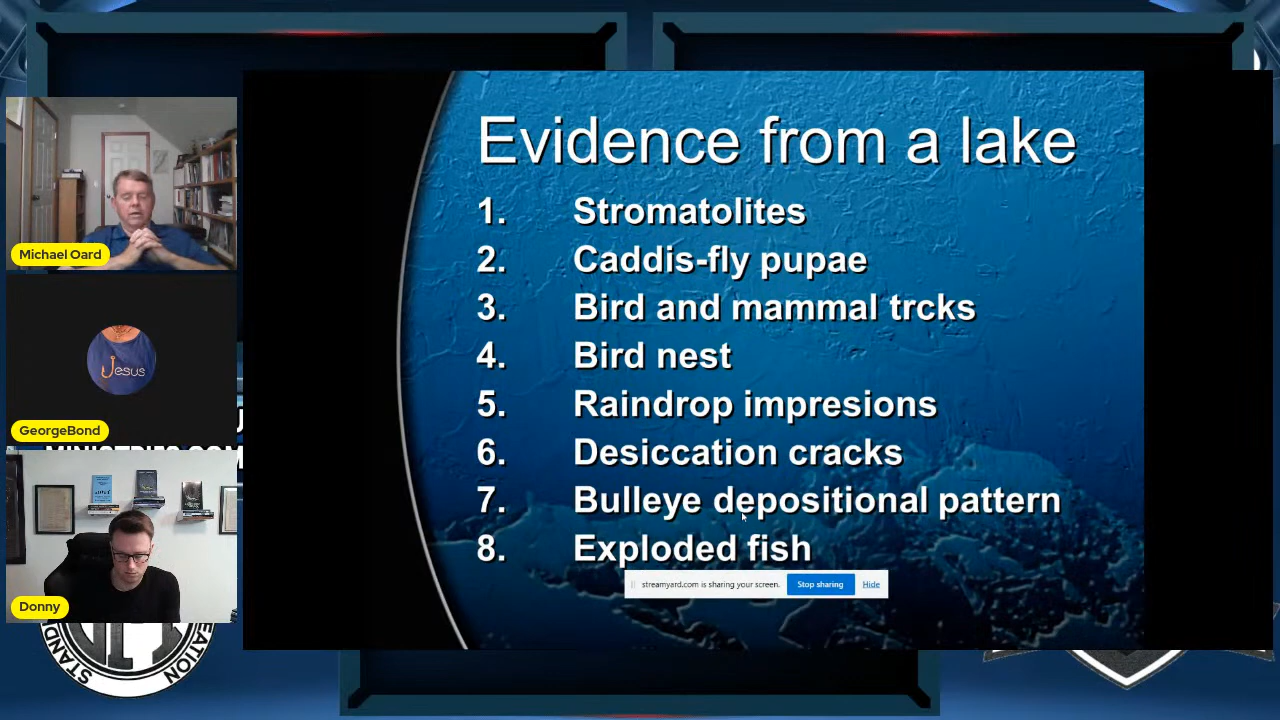 Evidence from a lake
1. Stromatolites
2. Caddis-fly pupae
3. Bird and mammal trcks
4. Bird nest
5. Raindrop impresions
6. Desiccation cracks
7. Bulleye depositional pattern
8. Exploded fish
streamyard.com is sharing your screen. Stop sharing Hide
Michael Oard
Jesus
GeorgeBond
Donny